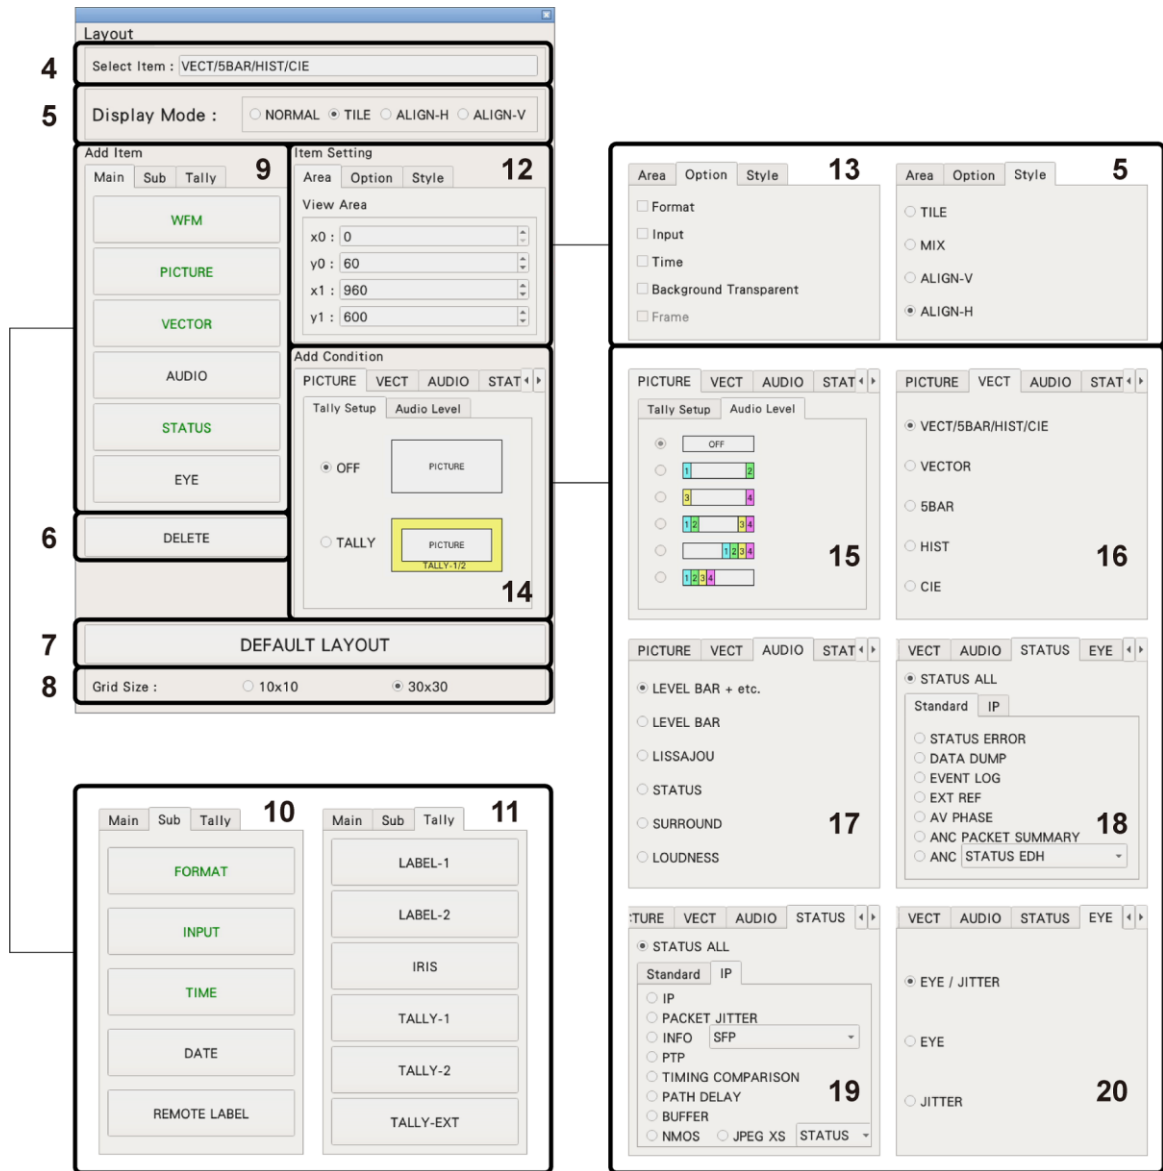 Layout
4
Select Item : VECT/5BAR/HIST/CIE
5
Display Mode : NORMAL TILE ALIGN-H ALIGN-V
Add Item
Main Sub Tally 9
WFM
PICTURE
VECTOR
AUDIO
STATUS
EYE
6
DELETE
Item Setting
Area Option Style 12
View Area
x0 : 0
y0 : 60
x1 : 960
y1 : 600
Add Condition
PICTURE VECT AUDIO STAT
Tally Setup Audio Level
OFF PICTURE
TALLY PICTURE
TALLY-1/2
14
7
DEFAULT LAYOUT
8
Grid Size : 10x10 30x30
Area Option Style 13
Format
Input
Time
Background Transparent
Frame
Area Option Style 5
TILE
MIX
ALIGN-V
ALIGN-H
PICTURE VECT AUDIO STAT
Tally Setup Audio Level
OFF
1 2
3 4
1 2 3 4
1 2 3 4
1 2 3 4
15
PICTURE VECT AUDIO STAT
VECT/5BAR/HIST/CIE
VECTOR
5BAR
HIST
CIE
16
PICTURE VECT AUDIO STAT
LEVEL BAR + etc.
LEVEL BAR
LISSAJOU
STATUS
SURROUND
LOUDNESS
17
VECT AUDIO STATUS EYE
STATUS ALL
Standard IP
STATUS ERROR
DATA DUMP
EVENT LOG
EXT REF
AV PHASE
ANC PACKET SUMMARY
ANC STATUS EDH
18
Main Sub Tally 10
FORMAT
INPUT
TIME
DATE
REMOTE LABEL
Main Sub Tally 11
LABEL-1
LABEL-2
IRIS
TALLY-1
TALLY-2
TALLY-EXT
TURE VECT AUDIO STATUS
STATUS ALL
Standard IP
IP
PACKET JITTER
INFO SFP
PTP
TIMING COMPARISON
PATH DELAY
BUFFER
NMOS JPEG XS STATUS
19
VECT AUDIO STATUS EYE
EYE / JITTER
EYE
JITTER
20